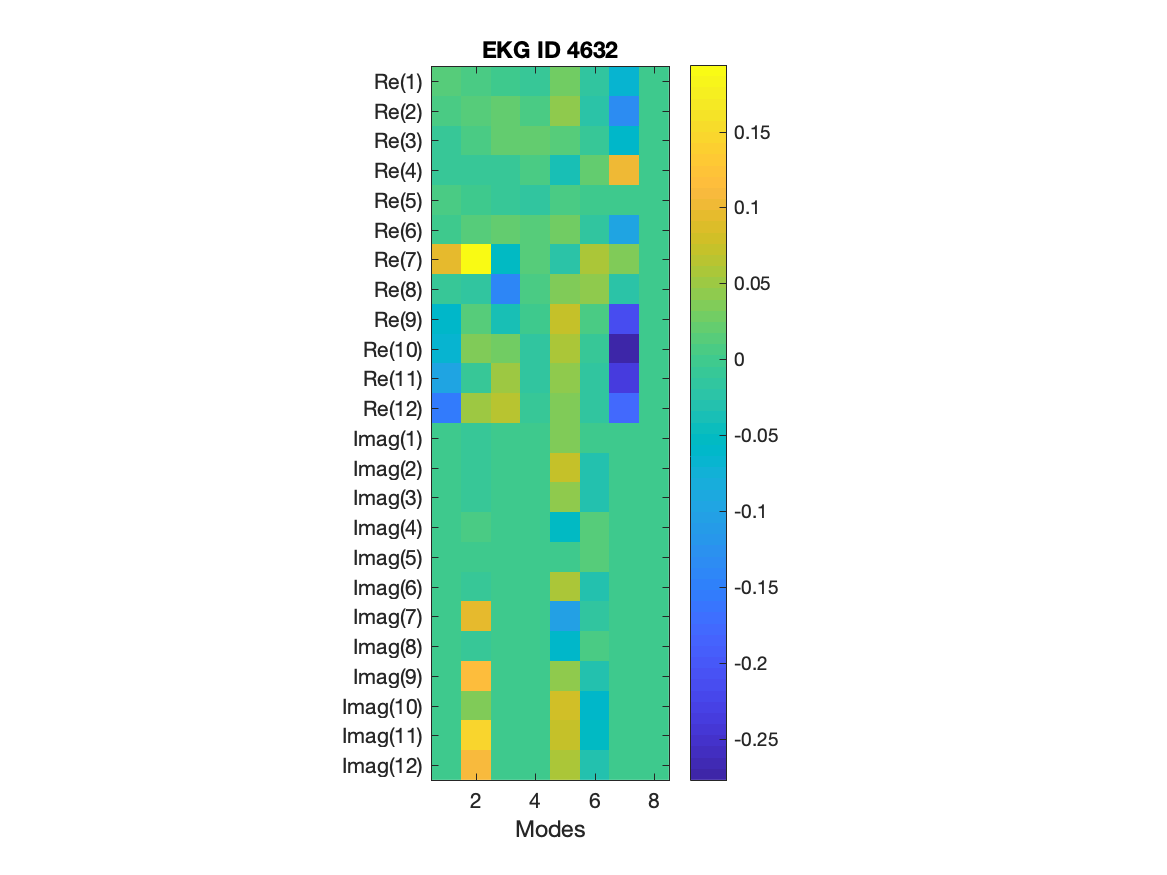 EKG ID 4632
Re(1)
Re(2)
Re(3)
Re(4)
Re(5)
Re(6)
Re(7)
Re(8)
Re(9)
Re(10)
Re(11)
Re(12)
Imag(1)
Imag(2)
Imag(3)
Imag(4)
Imag(5)
Imag(6)
Imag(7)
Imag(8)
Imag(9)
Imag(10)
Imag(11)
Imag(12)
2 4 6 8
Modes
0.15
0.1
0.05
0
-0.05
-0.1
-0.15
-0.2
-0.25